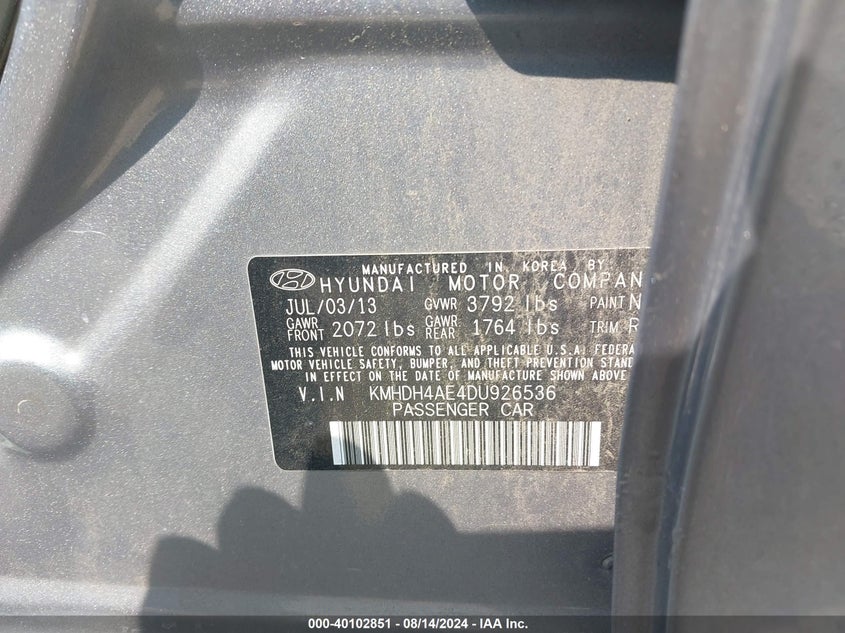 MANUFACTURED IN KOREA BY
HYUNDAI MOTOR COMPAN
JUL/03/13 GVWR 3792 lbs PAINT N
GAWR FRONT 2072 lbs GAWR REAR 1764 lbs TRIM R
THIS VEHICLE CONFORMS TO ALL APPLICABLE U.S.A. FEDERA
MOTOR VEHICLE SAFETY, BUMPER, AND THEFT PREVENTION STAND
IN EFFECT ON THE DATE OF MANUFACTURE SHOWN ABOVE
V.I.N KMHDH4AE4DU926536
PASSENGER CAR
000-40102851 - 08/14/2024 - IAA Inc.